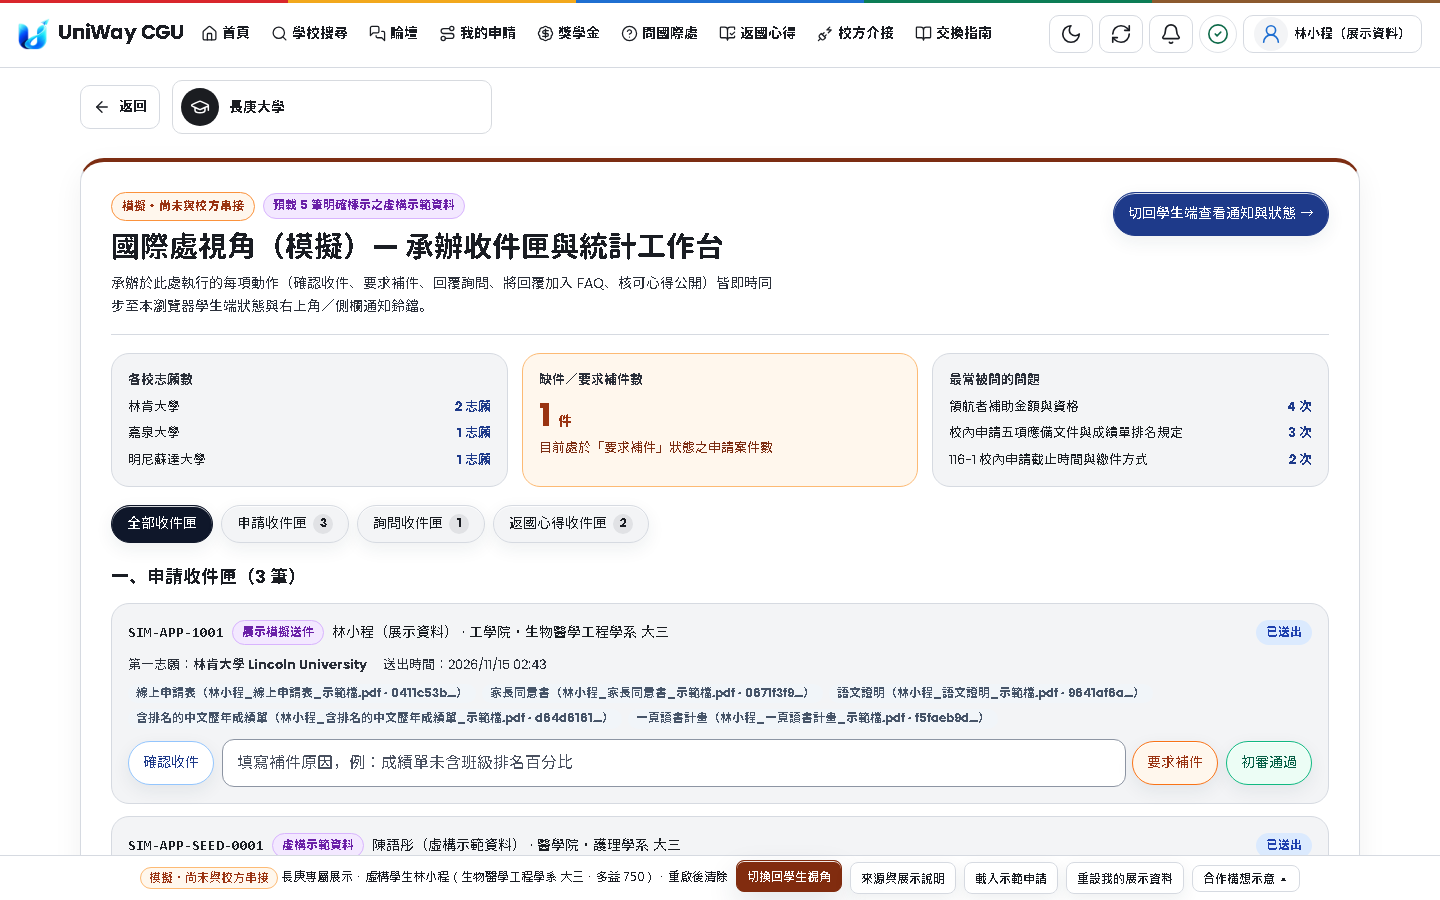 UniWay CGU 首頁 學校搜尋 論壇 我的申請 獎學金 問國際處 返國心得 校方介接 交換指南 林小程（展示資料）
返回 長庚大學
模擬・尚未與校方串接 預載 5 筆明確標示之虛構示範資料
切回學生端查看通知與狀態 →
國際處視角（模擬）— 承辦收件匣與統計工作台
承辦於此處執行的每項動作（確認收件、要求補件、回覆詢問、將回覆加入 FAQ、核可心得公開）皆即時同
步至本瀏覽器學生端狀態與右上角／側欄通知鈴鐺。
各校志願數
林肯大學 2 志願
嘉泉大學 1 志願
明尼蘇達大學 1 志願
缺件／要求補件數
1 件
目前處於「要求補件」狀態之申請案件數
最常被問的問題
領航者補助金額與資格 4 次
校內申請五項應備文件與成績單排名規定 3 次
116-1 校內申請截止時間與繳件方式 2 次
全部收件匣 申請收件匣 3 詢問收件匣 1 返國心得收件匣 2
一、申請收件匣（3 筆）
SIM-APP-1001 展示模擬送件 林小程（展示資料） · 工學院・生物醫學工程學系 大三 已送出
第一志願：林肯大學 Lincoln University 送出時間：2026/11/15 02:43
線上申請表（林小程_線上申請表_示範檔.pdf · 0411c53b…） 家長同意書（林小程_家長同意書_示範檔.pdf · 0671f3f9…） 語文證明（林小程_語文證明_示範檔.pdf · 9641af6a…）
含排名的中文歷年成績單（林小程_含排名的中文歷年成績單_示範檔.pdf · d64d6161…） 一頁讀書計畫（林小程_一頁讀書計畫_示範檔.pdf · f5faeb9d…）
確認收件 填寫補件原因，例：成績單未含班級排名百分比 要求補件 初審通過
SIM-APP-SEED-0001 虛構示範資料 陳語彤（虛構示範資料） · 醫學院・護理學系 大三 已送出
模擬・尚未與校方串接 長庚專屬展示 · 虛構學生林小程（生物醫學工程學系 大三 · 多益 750） · 重啟後清除 切換回學生視角 來源與展示說明 載入示範申請 重設我的展示資料 合作構想示意